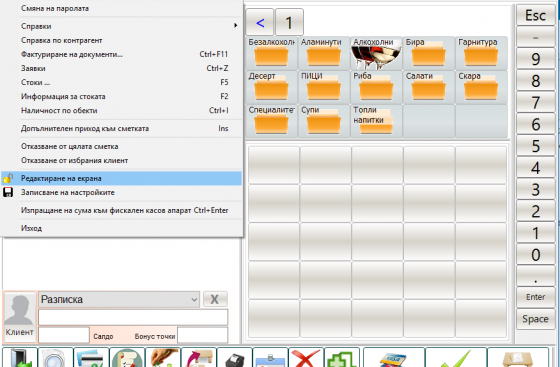 Смяна на паролата
Справки
Справка по контрагент
Фактуриране на документи... Ctrl+F11
Заявки Ctrl+Z
Стоки ... F5
Информация за стоката F2
Наличност по обекти Ctrl+I
Допълнителен приход към сметката Ins
Отказване от цялата сметка
Отказване от избрания клиент
Редактиране на екрана
Записване на настройките
Изпращане на сума към фискален касов апарат Ctrl+Enter
Изход
< 1
Безалкохолн Аламинути Алкохолни Бира Гарнитура
Десерт ПИЦИ Риба Салати Скара
Специалитет Супи Топли напитки
Esc
-
9
8
7
6
5
4
3
2
1
0
.
Enter
Space
Клиент
Разписка X
Салдо Бонус точки